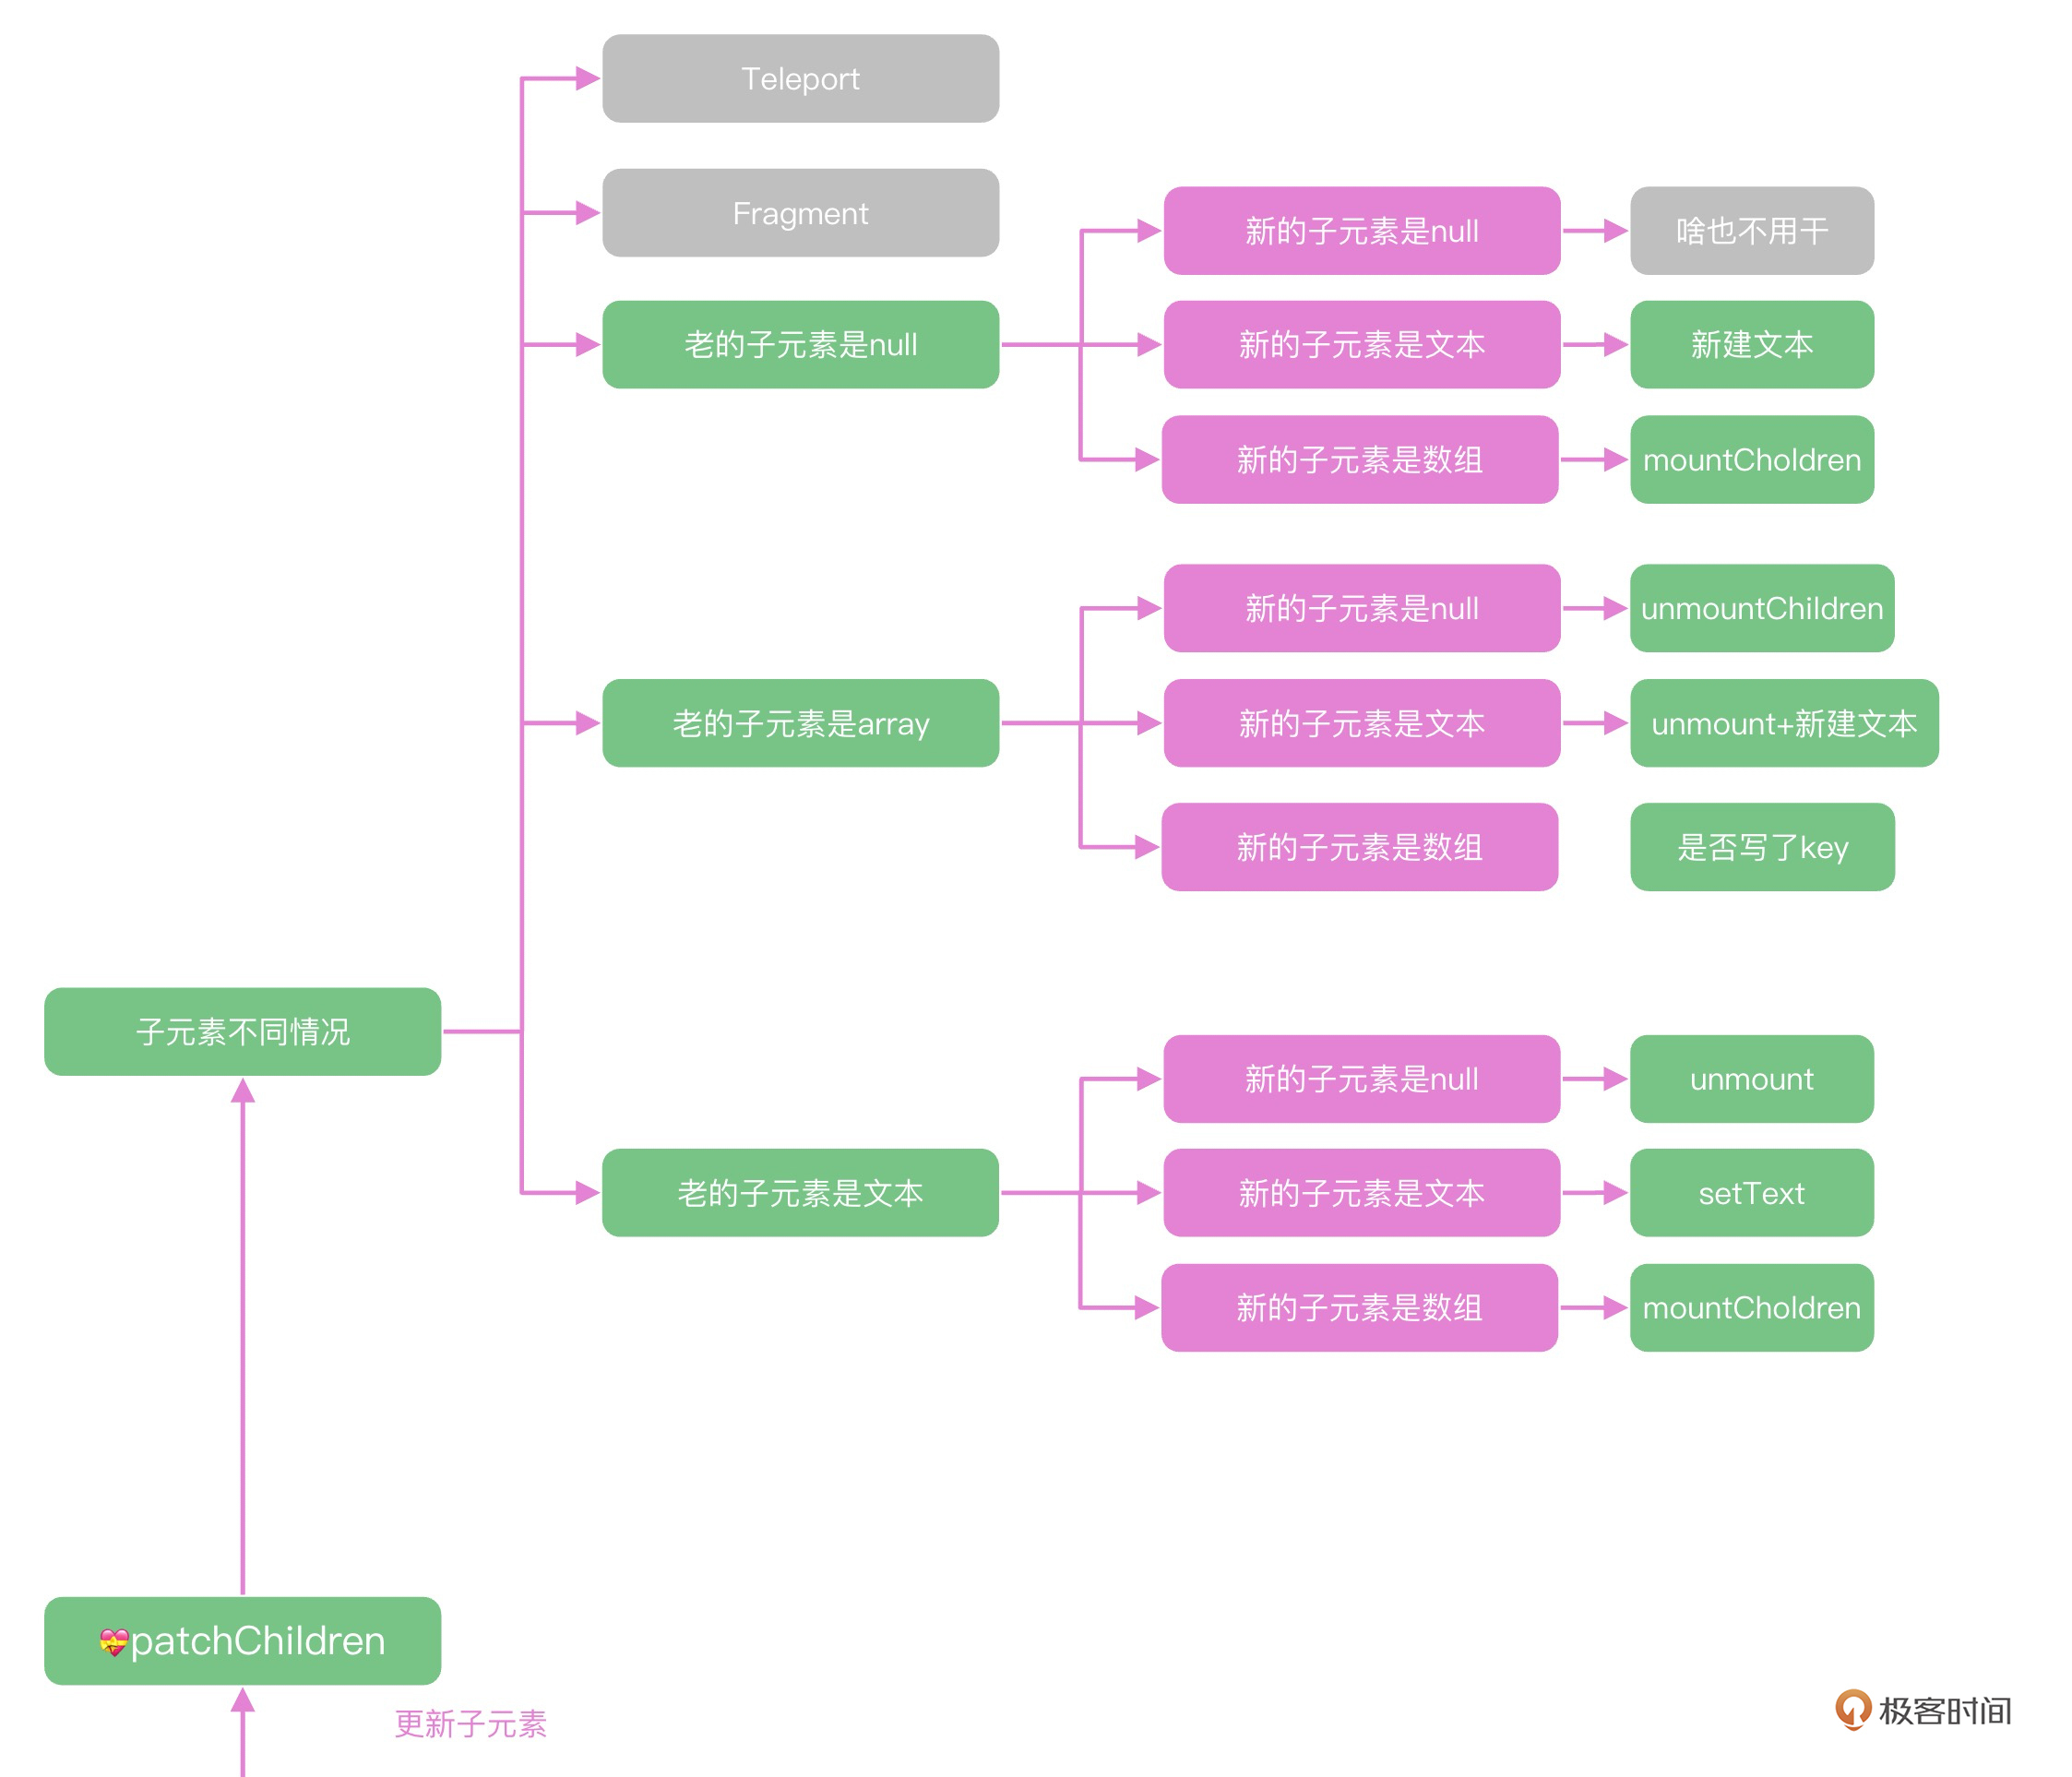 Teleport
Fragment
新的子元素是null
啥也不用干
老的子元素是null
新的子元素是文本
新建文本
新的子元素是数组
mountCholdren
新的子元素是null
unmountChildren
老的子元素是array
新的子元素是文本
unmount+新建文本
新的子元素是数组
是否写了key
子元素不同情况
新的子元素是null
unmount
老的子元素是文本
新的子元素是文本
setText
新的子元素是数组
mountCholdren
💝patchChildren
更新子元素
极客时间